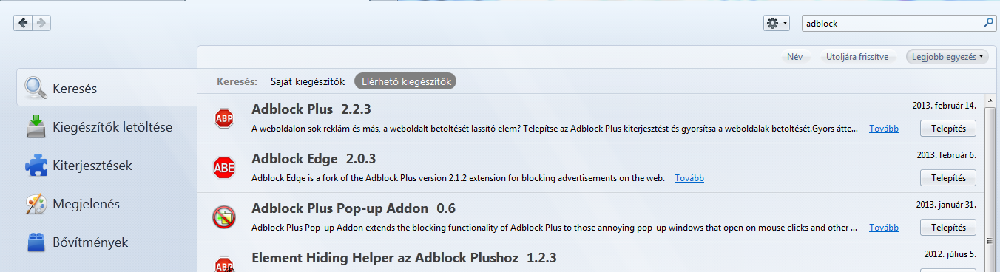 adblock
Név Utoljára frissítve Legjobb egyezés
Keresés: Saját kiegészítők Elérhető kiegészítők
Keresés
Kiegészítők letöltése
Kiterjesztések
Megjelenés
Bővítmények
ABP
Adblock Plus 2.2.3 2013. február 14.
A weboldalon sok reklám és más, a weboldalt betöltését lassító elem? Telepítse az Adblock Plus kiterjesztést és gyorsítsa a weboldalak betöltését.Gyors átte... Tovább Telepítés
ABE
Adblock Edge 2.0.3 2013. február 6.
Adblock Edge is a fork of the Adblock Plus version 2.1.2 extension for blocking advertisements on the web. Tovább Telepítés
Adblock Plus Pop-up Addon 0.6 2013. január 31.
Adblock Plus Pop-up Addon extends the blocking functionality of Adblock Plus to those annoying pop-up windows that open on mouse clicks and other ... Tovább Telepítés
ABP
Element Hiding Helper az Adblock Plushoz 1.2.3 2012. július 5.